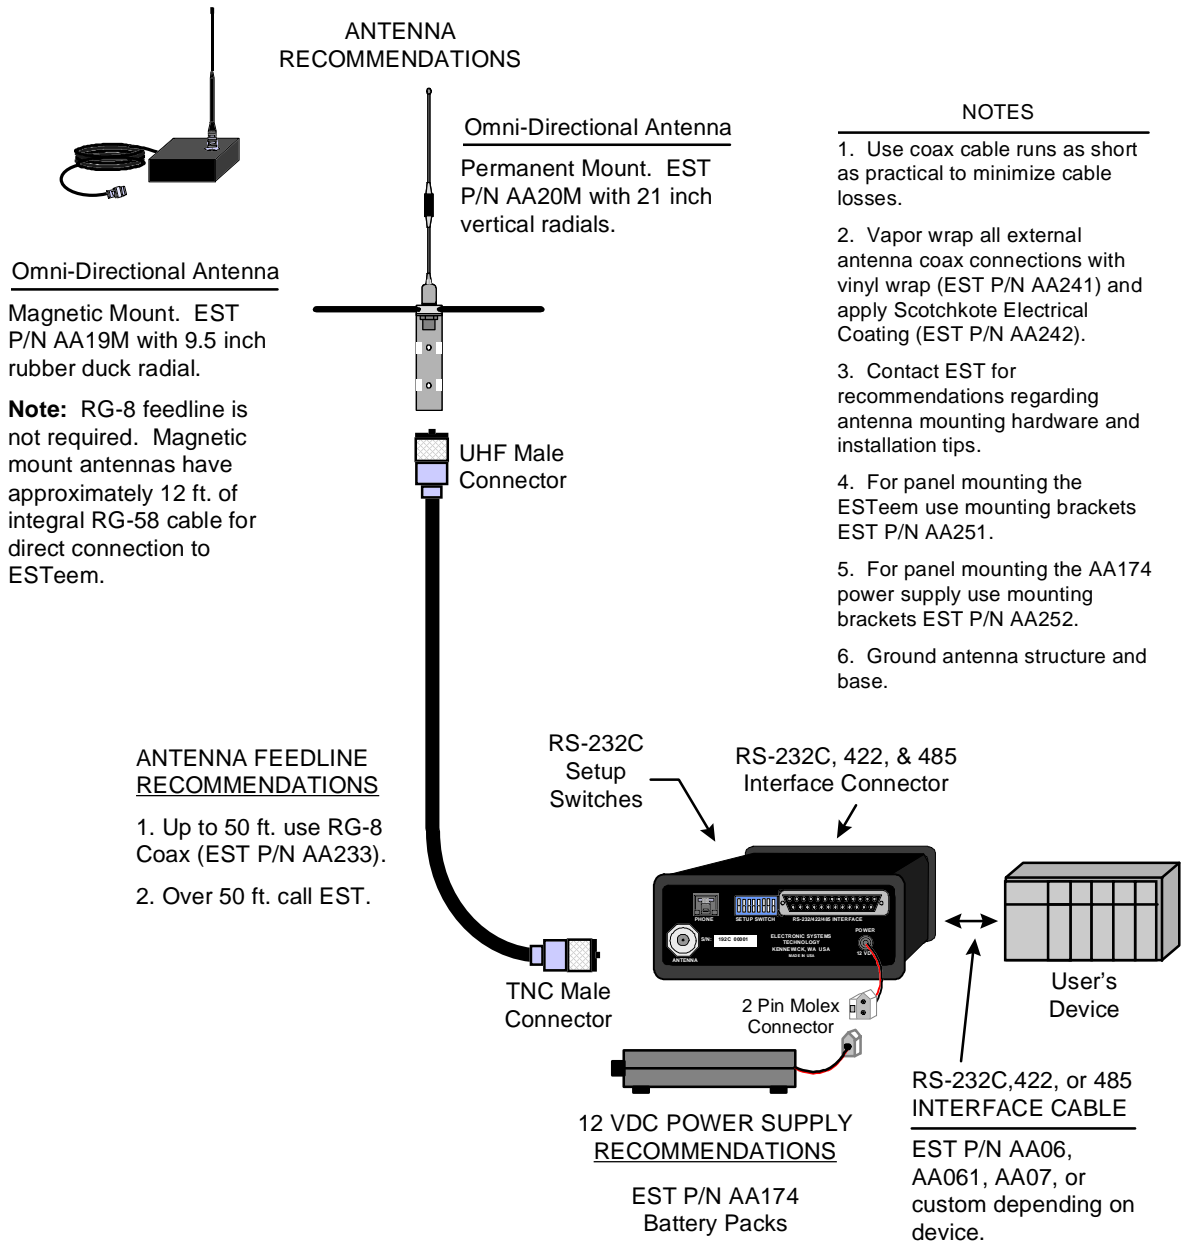 ANTENNA
RECOMMENDATIONS
Omni-Directional Antenna
Permanent Mount. EST
P/N AA20M with 21 inch
vertical radials.
Omni-Directional Antenna
Magnetic Mount. EST
P/N AA19M with 9.5 inch
rubber duck radial.
Note: RG-8 feedline is
not required. Magnetic
mount antennas have
approximately 12 ft. of
integral RG-58 cable for
direct connection to
ESTeem.
UHF Male
Connector
NOTES
1. Use coax cable runs as short
as practical to minimize cable
losses.
2. Vapor wrap all external
antenna coax connections with
vinyl wrap (EST P/N AA241) and
apply Scotchkote Electrical
Coating (EST P/N AA242).
3. Contact EST for
recommendations regarding
antenna mounting hardware and
installation tips.
4. For panel mounting the
ESTeem use mounting brackets
EST P/N AA251.
5. For panel mounting the AA174
power supply use mounting
brackets EST P/N AA252.
6. Ground antenna structure and
base.
ANTENNA FEEDLINE
RECOMMENDATIONS
1. Up to 50 ft. use RG-8
Coax (EST P/N AA233).
2. Over 50 ft. call EST.
TNC Male
Connector
RS-232C
Setup
Switches
RS-232C, 422, & 485
Interface Connector
PHONE
SETUP SWITCH
RS-232/422/485 INTERFACE
ANTENNA
S/N:
192C 00001
ELECTRONIC SYSTEMS
TECHNOLOGY
KENNEWICK, WA USA
MADE IN USA
POWER
12 VDC
User's
Device
2 Pin Molex
Connector
12 VDC POWER SUPPLY
RECOMMENDATIONS
EST P/N AA174
Battery Packs
RS-232C,422, or 485
INTERFACE CABLE
EST P/N AA06,
AA061, AA07, or
custom depending on
device.